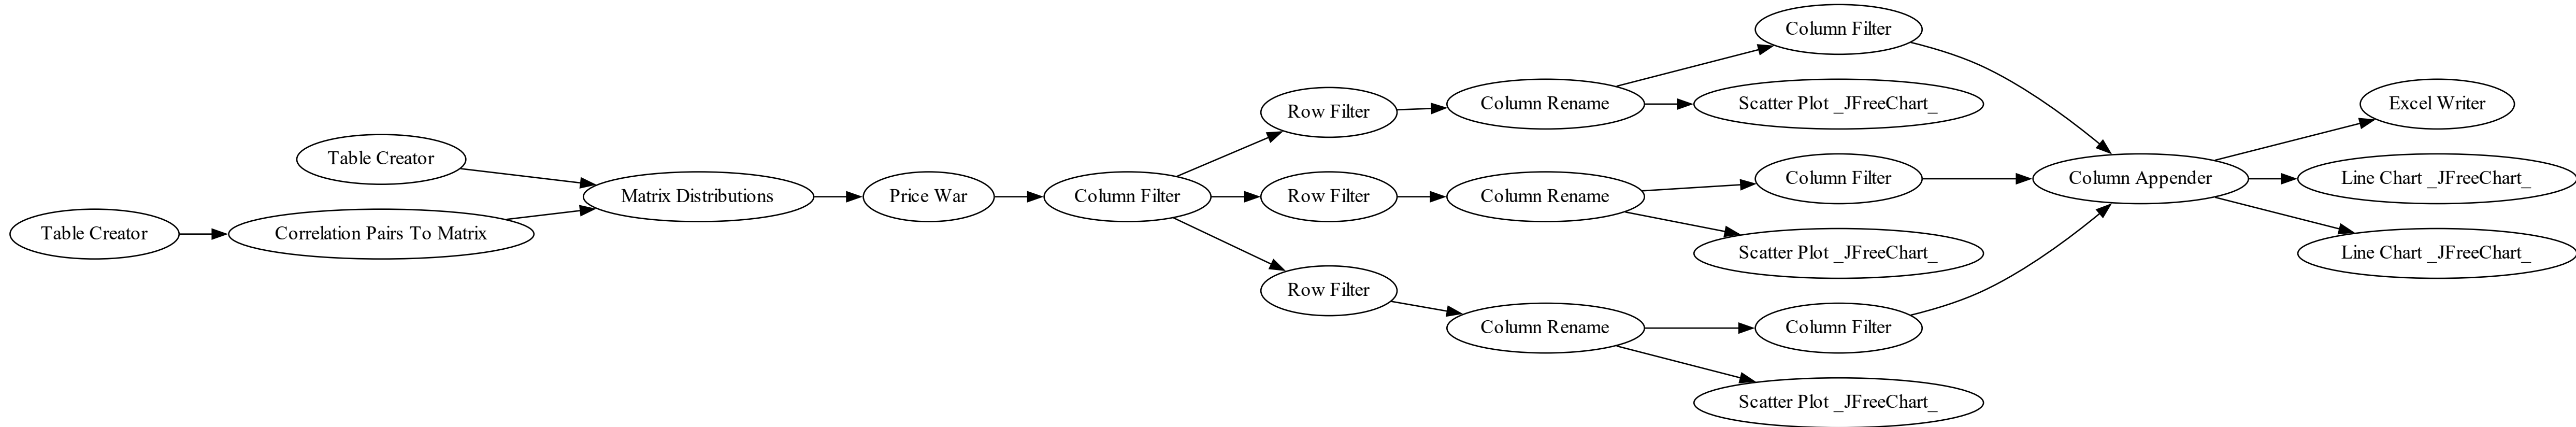 Table Creator
Table Creator
Correlation Pairs To Matrix
Matrix Distributions
Price War
Column Filter
Row Filter
Row Filter
Row Filter
Column Rename
Column Rename
Column Rename
Column Filter
Scatter Plot _JFreeChart_
Column Filter
Scatter Plot _JFreeChart_
Column Filter
Scatter Plot _JFreeChart_
Column Appender
Excel Writer
Line Chart _JFreeChart_
Line Chart _JFreeChart_